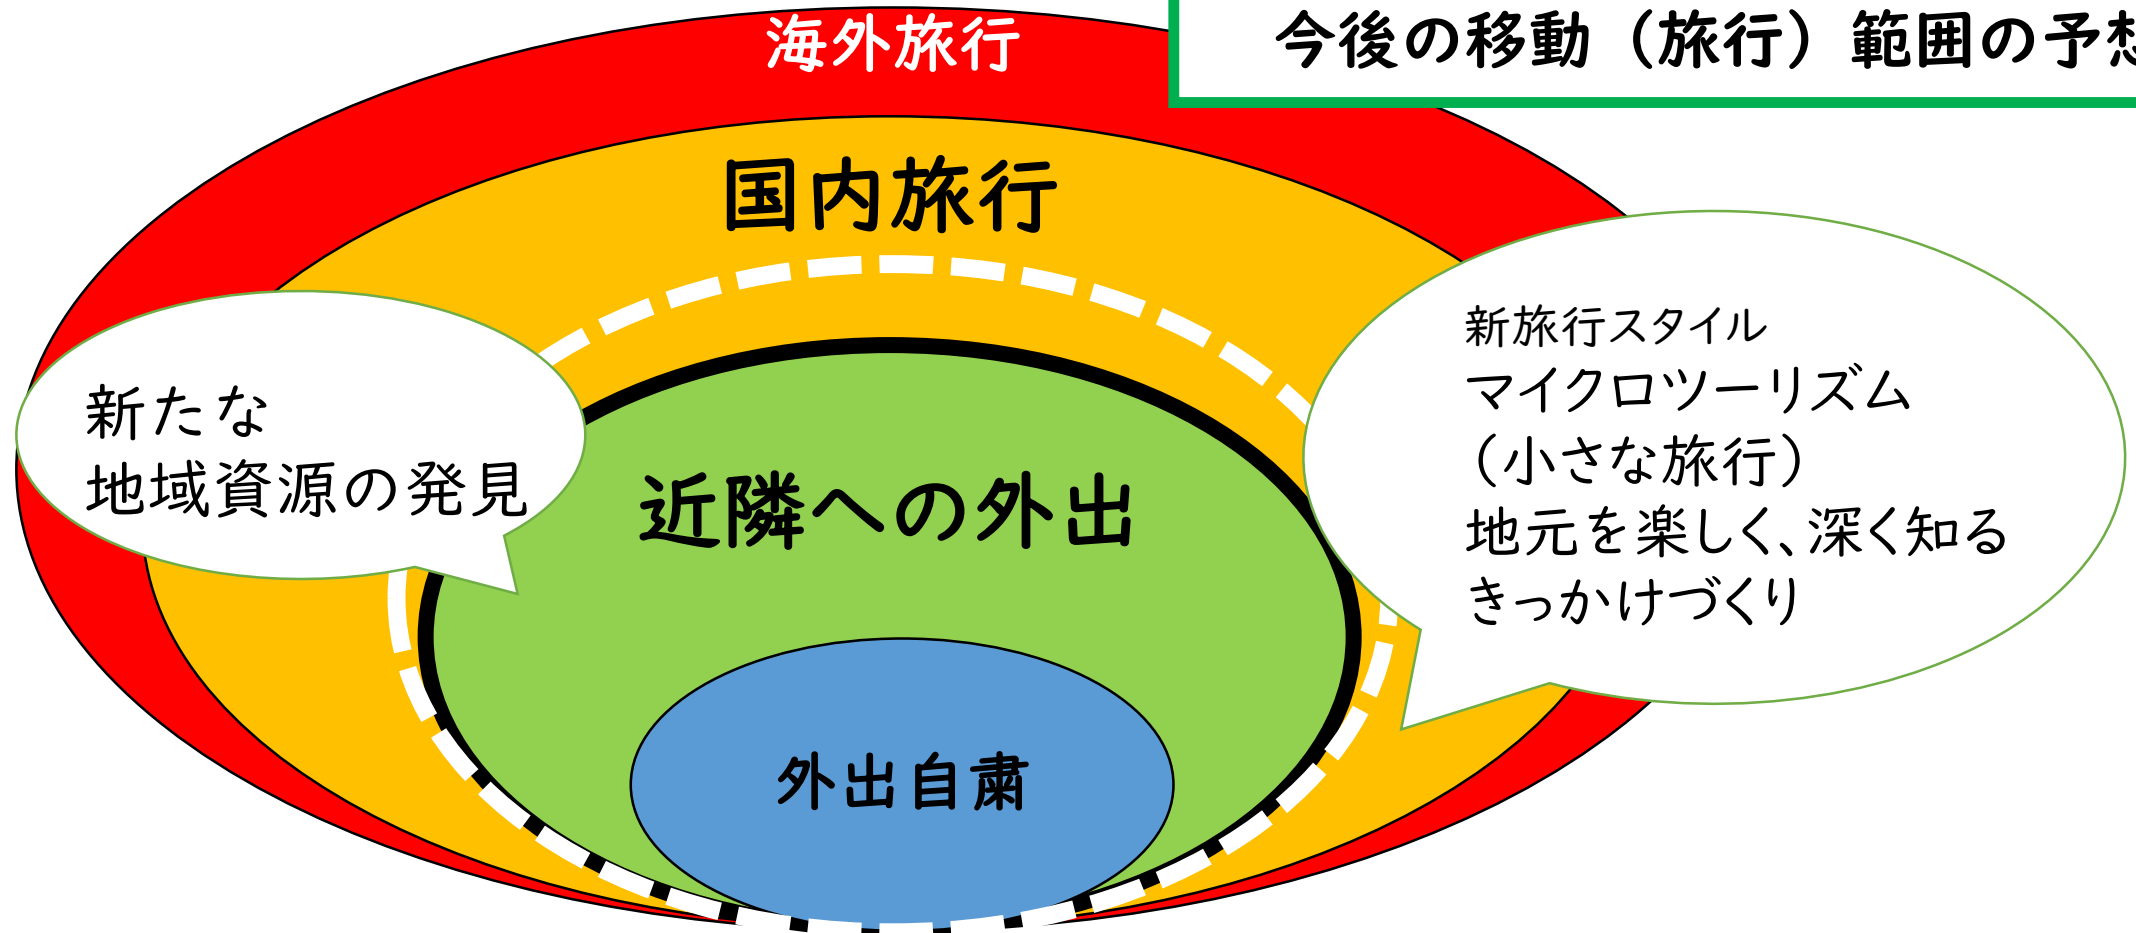 海外旅行
今後の移動（旅行）範囲の予想
国内旅行
新たな
地域資源の発見
新旅行スタイル
マイクロツーリズム
（小さな旅行）
地元を楽しく、深く知る
きっかけづくり
近隣への外出
外出自粛